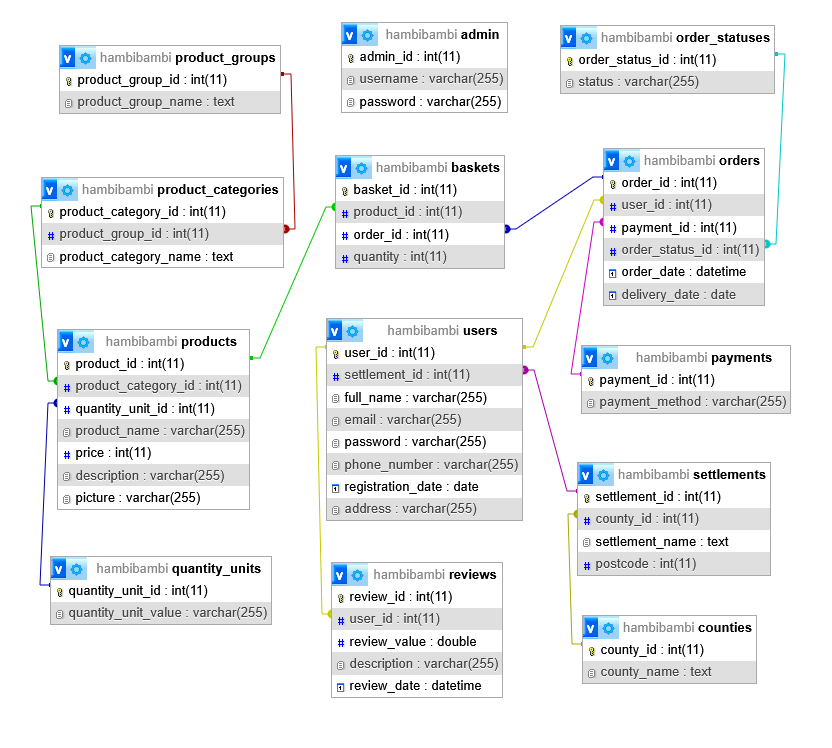 v hambibambi product_groups
product_group_id : int(11)
product_group_name : text
v hambibambi admin
admin_id : int(11)
username : varchar(255)
password : varchar(255)
v hambibambi order_statuses
order_status_id : int(11)
status : varchar(255)
v hambibambi product_categories
product_category_id : int(11)
# product_group_id : int(11)
product_category_name : text
v hambibambi baskets
basket_id : int(11)
# product_id : int(11)
# order_id : int(11)
# quantity : int(11)
v hambibambi orders
order_id : int(11)
# user_id : int(11)
# payment_id : int(11)
# order_status_id : int(11)
order_date : datetime
delivery_date : date
v hambibambi products
product_id : int(11)
# product_category_id : int(11)
# quantity_unit_id : int(11)
product_name : varchar(255)
# price : int(11)
description : varchar(255)
picture : varchar(255)
v hambibambi users
user_id : int(11)
# settlement_id : int(11)
full_name : varchar(255)
email : varchar(255)
password : varchar(255)
phone_number : varchar(255)
registration_date : date
address : varchar(255)
v hambibambi payments
payment_id : int(11)
payment_method : varchar(255)
v hambibambi settlements
settlement_id : int(11)
# county_id : int(11)
settlement_name : text
# postcode : int(11)
v hambibambi quantity_units
quantity_unit_id : int(11)
quantity_unit_value : varchar(255)
v hambibambi reviews
review_id : int(11)
# user_id : int(11)
# review_value : double
description : varchar(255)
review_date : datetime
v hambibambi counties
county_id : int(11)
county_name : text